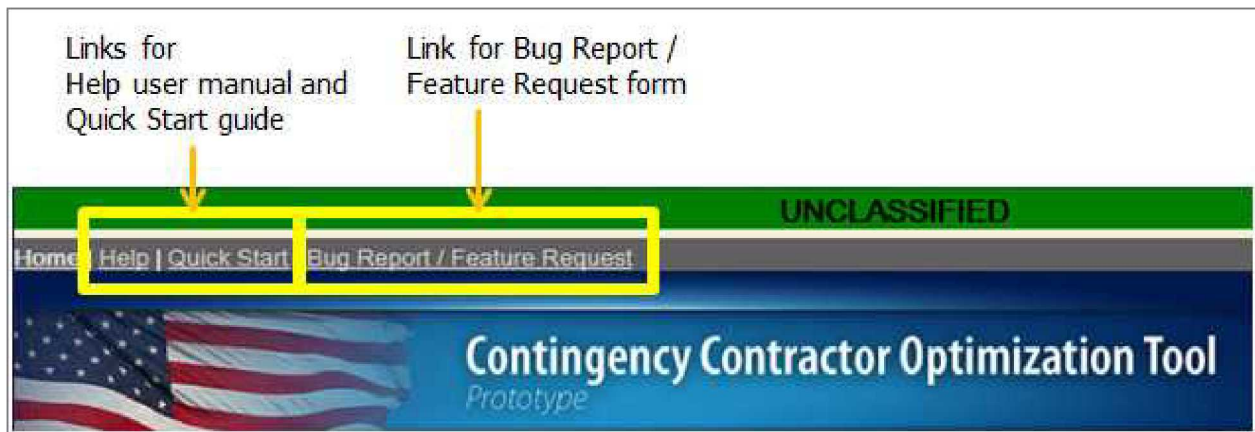 Links for
Help user manual and
Quick Start guide
Link for Bug Report /
Feature Request form
UNCLASSIFIED
Home | Help | Quick Start | Bug Report / Feature Request
Contingency Contractor Optimization Tool
Prototype